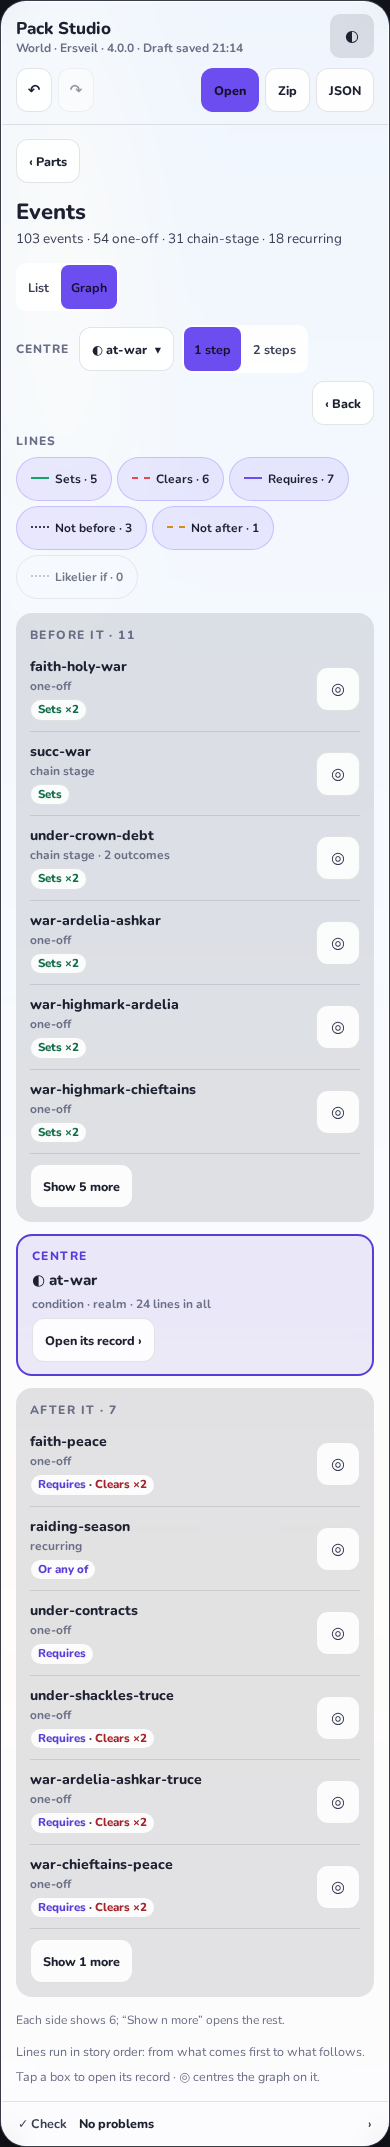 Pack Studio
World · Ersveil · 4.0.0 · Draft saved 21:14
Open Zip JSON
‹ Parts
Events
103 events · 54 one-off · 31 chain-stage · 18 recurring
List Graph
CENTRE at-war 1 step 2 steps
‹ Back
LINES
Sets · 5 Clears · 6 Requires · 7
Not before · 3 Not after · 1
Likelier if · 0
BEFORE IT · 11
faith-holy-war
one-off
Sets ×2
succ-war
chain stage
Sets
under-crown-debt
chain stage · 2 outcomes
Sets ×2
war-ardelia-ashkar
one-off
Sets ×2
war-highmark-ardelia
one-off
Sets ×2
war-highmark-chieftains
one-off
Sets ×2
Show 5 more
CENTRE
at-war
condition · realm · 24 lines in all
Open its record ›
AFTER IT · 7
faith-peace
one-off
Requires · Clears ×2
raiding-season
recurring
Or any of
under-contracts
one-off
Requires
under-shackles-truce
one-off
Requires · Clears ×2
war-ardelia-ashkar-truce
one-off
Requires · Clears ×2
war-chieftains-peace
one-off
Requires · Clears ×2
Show 1 more
Each side shows 6; “Show n more” opens the rest.
Lines run in story order: from what comes first to what follows.
Tap a box to open its record · ◎ centres the graph on it.
✓ Check No problems ›